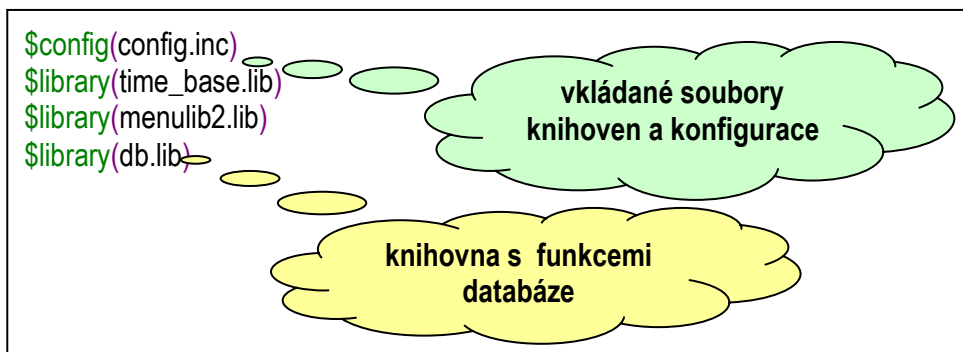 $config(config.inc)
$library(time_base.lib)
$library(menulib2.lib)
$library(db.lib)
vkládané soubory
knihoven a konfigurace
knihovna s funkcemi
databáze